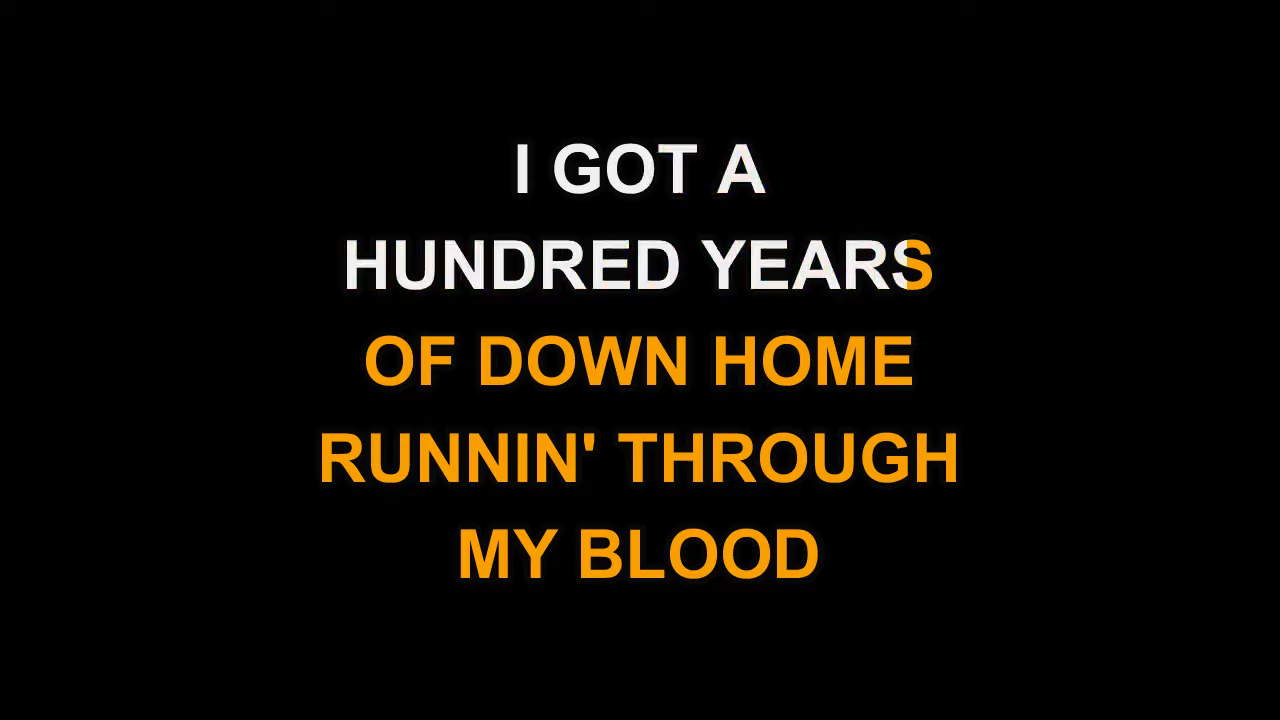 I GOT A
HUNDRED YEARS
OF DOWN HOME
RUNNIN' THROUGH
MY BLOOD